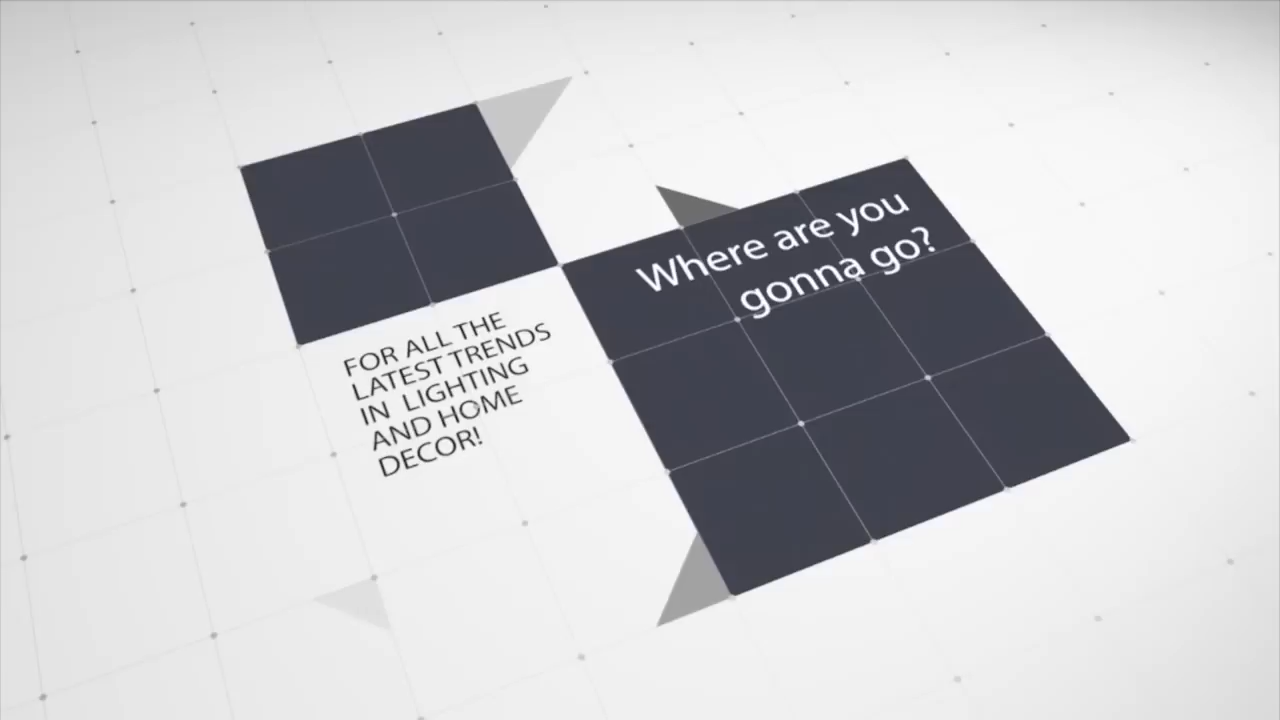 Where are you
gonna go?
FOR ALL THE
LATEST TRENDS
IN  LIGHTING
AND HOME
DECOR!